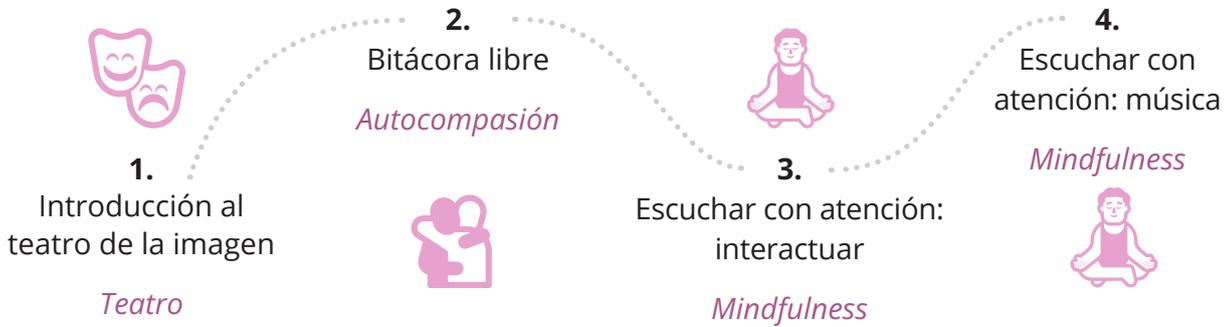 1.
Introducción al
teatro de la imagen
Teatro
2.
Bitácora libre
Autocompasión
3.
Escuchar con atención:
interactuar
Mindfulness
4.
Escuchar con
atención: música
Mindfulness